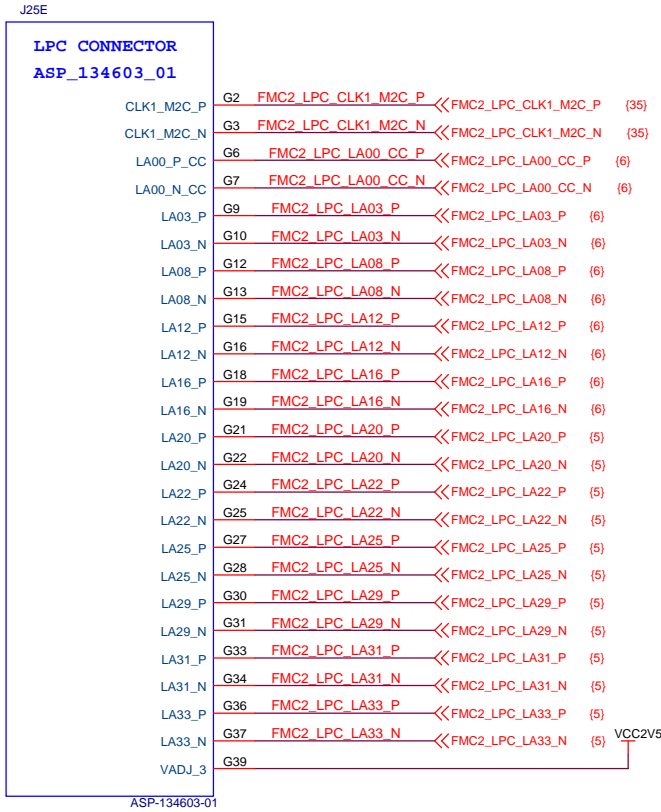 J25E
LPC CONNECTOR
ASP_134603_01
CLK1_M2C_P G2 FMC2_LPC_CLK1_M2C_P FMC2_LPC_CLK1_M2C_P {35}
CLK1_M2C_N G3 FMC2_LPC_CLK1_M2C_N FMC2_LPC_CLK1_M2C_N {35}
LA00_P_CC G6 FMC2_LPC_LA00_CC_P FMC2_LPC_LA00_CC_P {6}
LA00_N_CC G7 FMC2_LPC_LA00_CC_N FMC2_LPC_LA00_CC_N {6}
LA03_P G9 FMC2_LPC_LA03_P FMC2_LPC_LA03_P {6}
LA03_N G10 FMC2_LPC_LA03_N FMC2_LPC_LA03_N {6}
LA08_P G12 FMC2_LPC_LA08_P FMC2_LPC_LA08_P {6}
LA08_N G13 FMC2_LPC_LA08_N FMC2_LPC_LA08_N {6}
LA12_P G15 FMC2_LPC_LA12_P FMC2_LPC_LA12_P {6}
LA12_N G16 FMC2_LPC_LA12_N FMC2_LPC_LA12_N {6}
LA16_P G18 FMC2_LPC_LA16_P FMC2_LPC_LA16_P {6}
LA16_N G19 FMC2_LPC_LA16_N FMC2_LPC_LA16_N {6}
LA20_P G21 FMC2_LPC_LA20_P FMC2_LPC_LA20_P {5}
LA20_N G22 FMC2_LPC_LA20_N FMC2_LPC_LA20_N {5}
LA22_P G24 FMC2_LPC_LA22_P FMC2_LPC_LA22_P {5}
LA22_N G25 FMC2_LPC_LA22_N FMC2_LPC_LA22_N {5}
LA25_P G27 FMC2_LPC_LA25_P FMC2_LPC_LA25_P {5}
LA25_N G28 FMC2_LPC_LA25_N FMC2_LPC_LA25_N {5}
LA29_P G30 FMC2_LPC_LA29_P FMC2_LPC_LA29_P {5}
LA29_N G31 FMC2_LPC_LA29_N FMC2_LPC_LA29_N {5}
LA31_P G33 FMC2_LPC_LA31_P FMC2_LPC_LA31_P {5}
LA31_N G34 FMC2_LPC_LA31_N FMC2_LPC_LA31_N {5}
LA33_P G36 FMC2_LPC_LA33_P FMC2_LPC_LA33_P {5}
LA33_N G37 FMC2_LPC_LA33_N FMC2_LPC_LA33_N {5} VCC2V5
VADJ_3 G39
ASP-134603-01